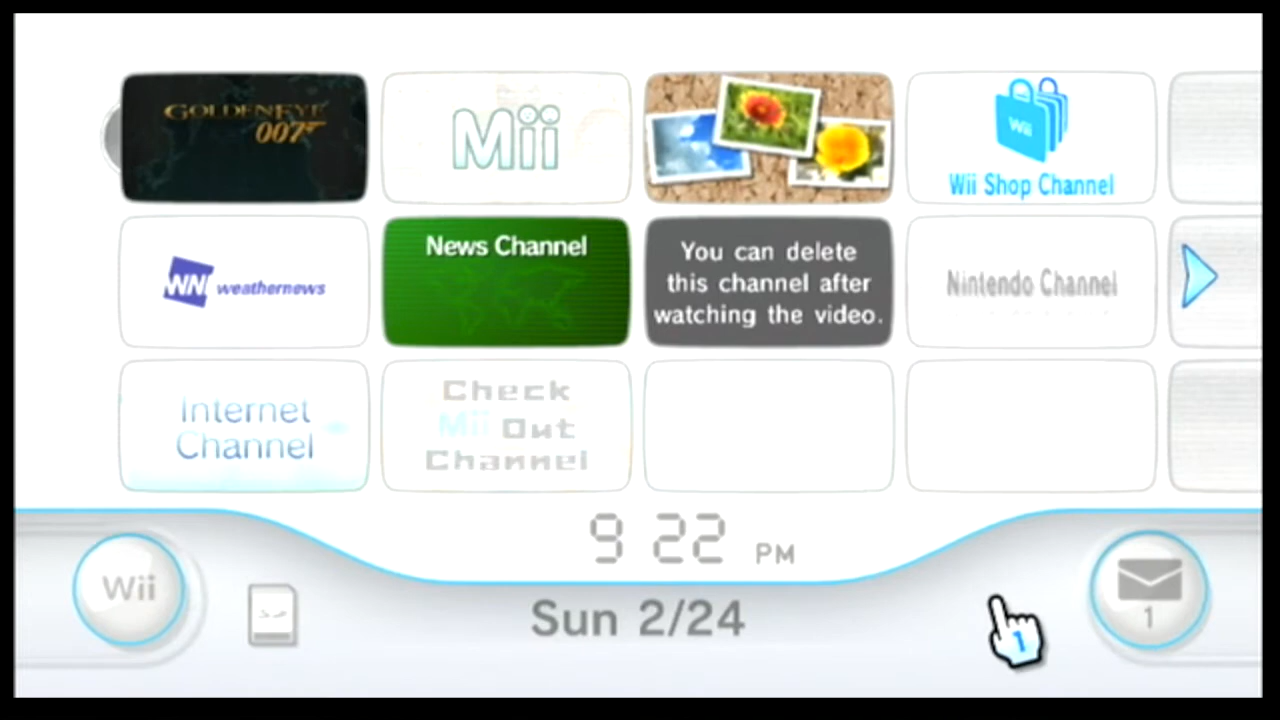 GOLDENEYE
007
Mii
Wii
Wii Shop Channel
WN weathernews
News Channel
You can delete
this channel after
watching the video.
Nintendo Channel
Internet
Channel
Check
Mii Out
Channel
9 22 PM
Wii
Sun 2/24
1
1